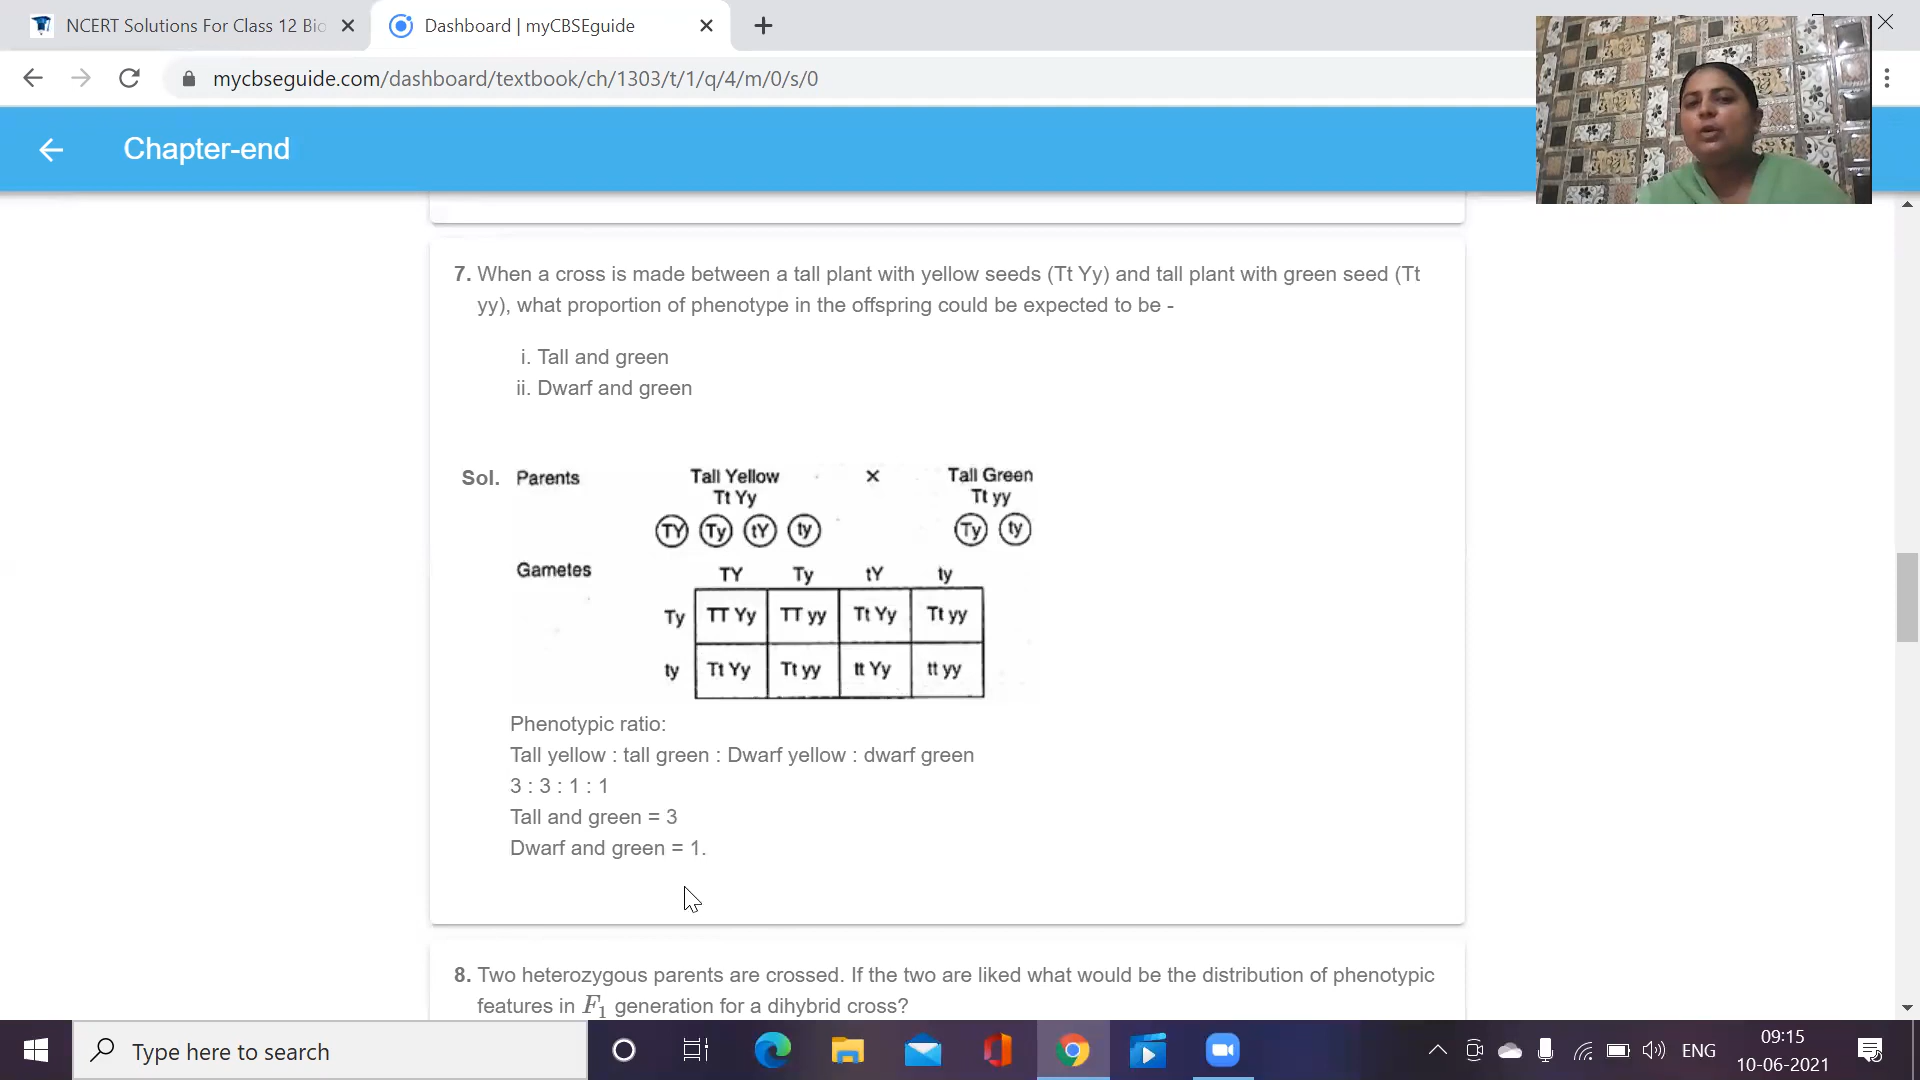 NCERT Solutions For Class 12 Bio
Dashboard | myCBSEguide
mycbseguide.com/dashboard/textbook/ch/1303/t/1/q/4/m/0/s/0
Chapter-end
7. When a cross is made between a tall plant with yellow seeds (Tt Yy) and tall plant with green seed (Tt
yy), what proportion of phenotype in the offspring could be expected to be -
i. Tall and green
ii. Dwarf and green
Sol. Parents Tall Yellow × Tall Green
Tt Yy Tt yy
TY Ty tY ty Ty ty
Gametes TY Ty tY ty
Ty TT Yy TT yy Tt Yy Tt yy
ty Tt Yy Tt yy tt Yy tt yy
Phenotypic ratio:
Tall yellow : tall green : Dwarf yellow : dwarf green
3 : 3 : 1 : 1
Tall and green = 3
Dwarf and green = 1.
8. Two heterozygous parents are crossed. If the two are liked what would be the distribution of phenotypic
features in F₁ generation for a dihybrid cross?
Type here to search
ENG
09:15
10-06-2021